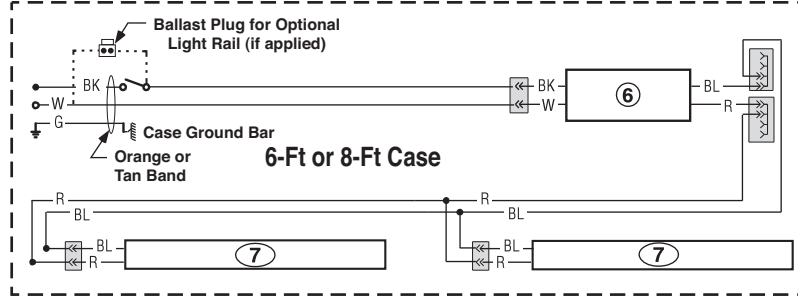 Ballast Plug for Optional
Light Rail (if applied)
BK
W
G
Case Ground Bar
Orange or
Tan Band
6-Ft or 8-Ft Case
BK
W
6
BL
R
R
BL
R
BL
BL
R
7
BL
R
7